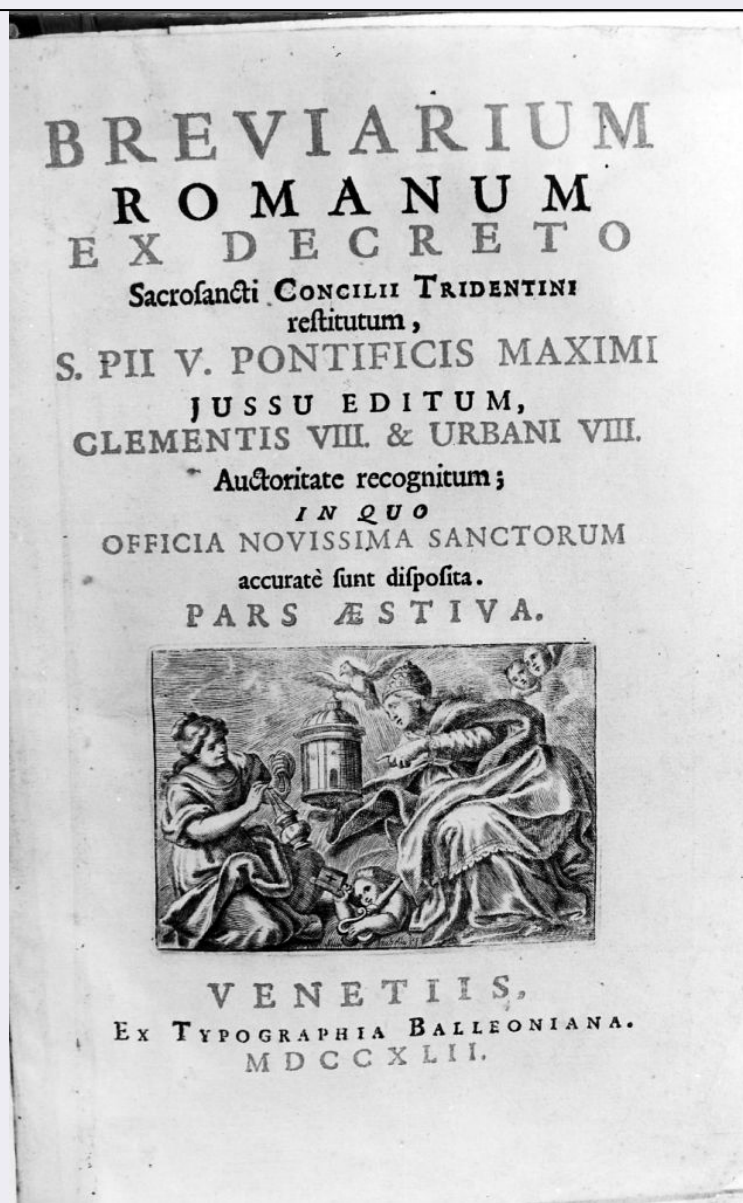 BREVIARIUM
ROMANUM
EX DECRETO
Sacroſancti CONCILII TRIDENTINI
reſtitutum,
S. PII V. PONTIFICIS MAXIMI
JUSSU EDITUM,
CLEMENTIS VIII. & URBANI VIII.
Auctoritate recognitum;
IN QUO
OFFICIA NOVISSIMA SANCTORUM
accuratè ſunt diſpoſita.
PARS ÆSTIVA.
VENETIIS,
EX TYPOGRAPHIA BALLEONIANA.
MDCCXLII.